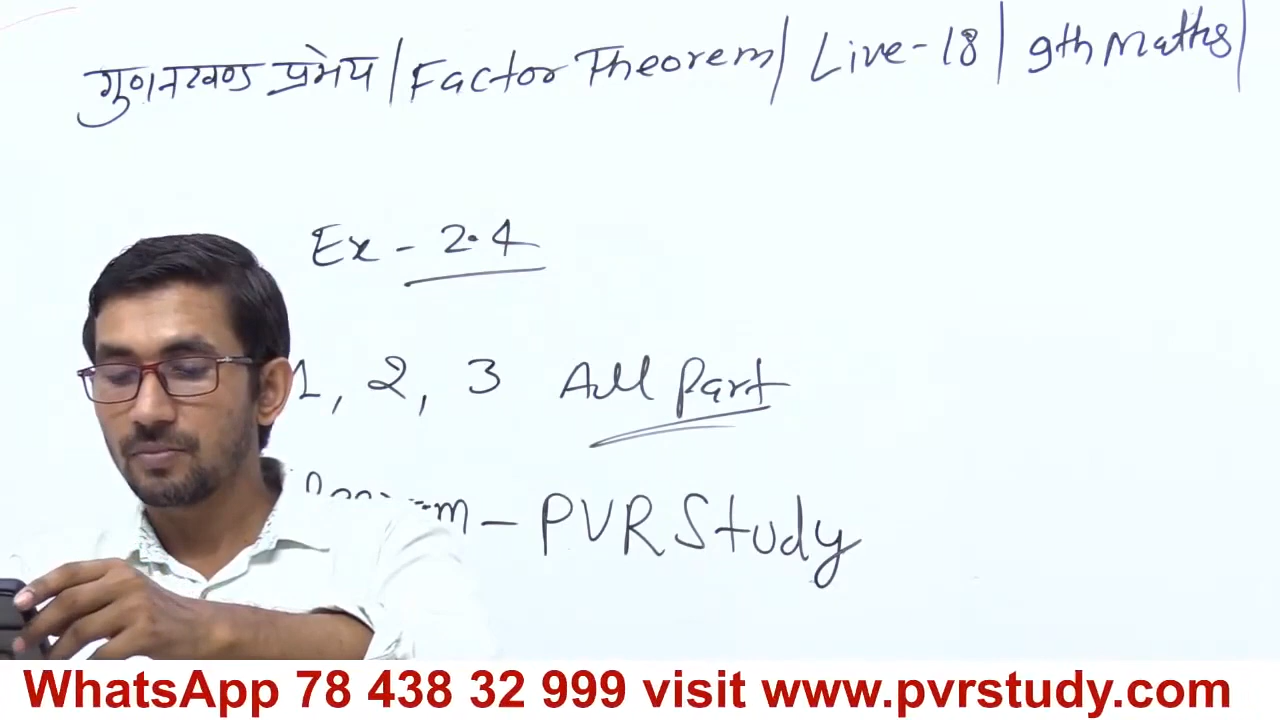 गुणनखण्ड प्रमेय | Factor Theorem | Live-18 | 9th Maths |
Ex - 2.4
1, 2, 3 All Part
- PVR Study
WhatsApp 78 438 32 999 visit www.pvrstudy.com